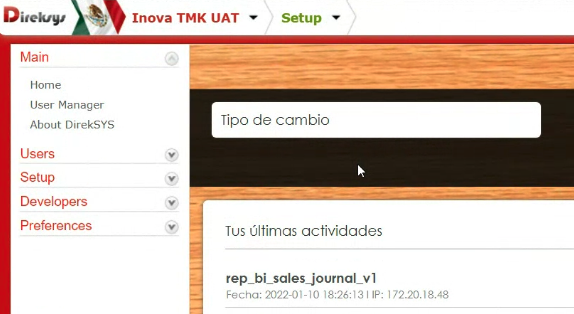 Direksys
Inova TMK UAT
Setup
Main
Home
User Manager
About DirekSYS
Users
Setup
Developers
Preferences
Tipo de cambio
Tus últimas actividades
rep_bi_sales_journal_v1
Fecha: 2022-01-10 18:26:13 | IP: 172.20.18.48